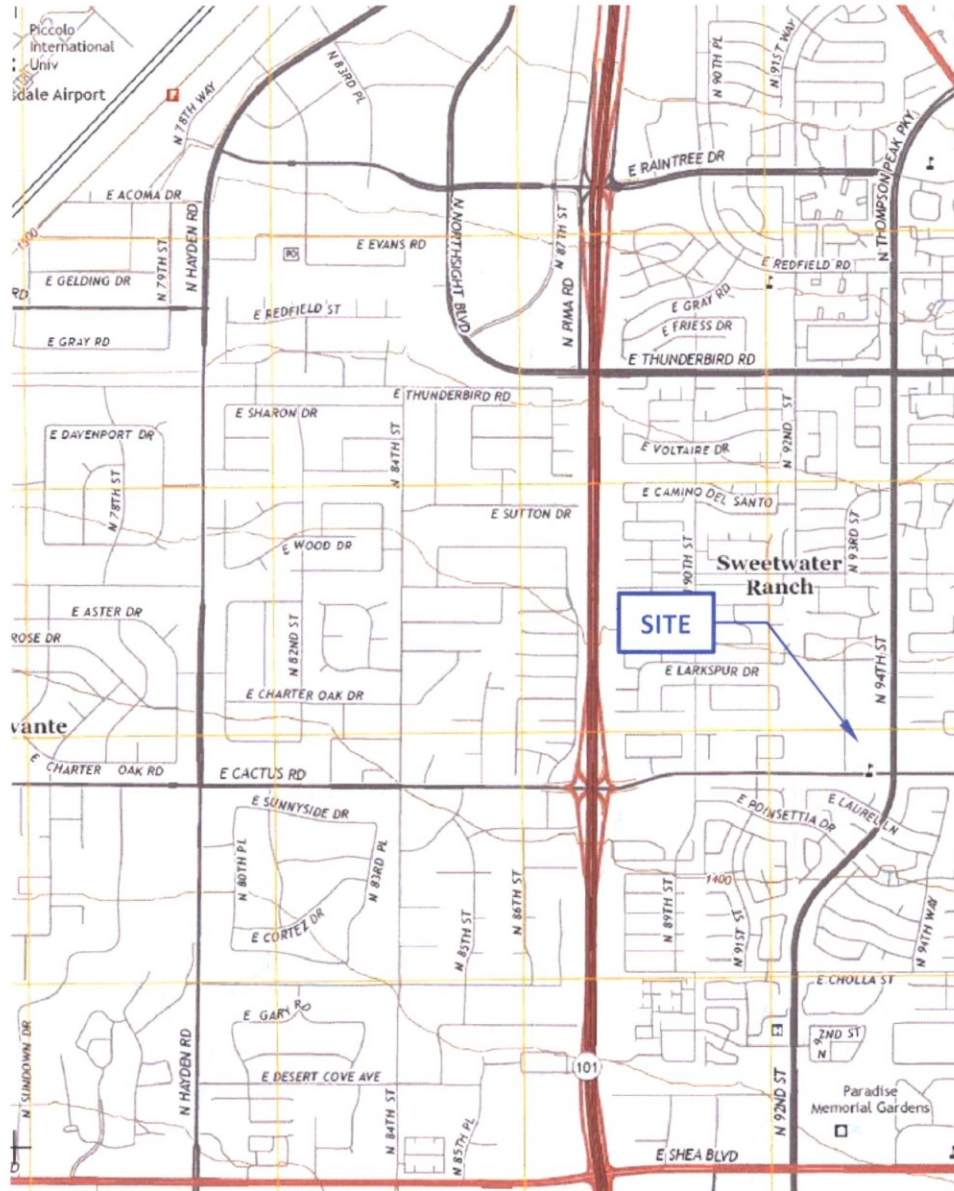 Piccolo
International
Univ
sdale Airport
N 78TH WAY
N 83RD PL
N 90TH PL
N 91ST WAY
E RAINTREE DR
N THOMPSON PEAK PKY
E ACOMA DR
1500
N 79TH ST
N HAYDEN RD
E EVANS RD
N NORTHSIGHT BLVD
N 87TH ST
E GELDING DR
RD
E REDFIELD RD
E REDFIELD ST
N PIMA RD
E GRAY RD
E FRIESS DR
E GRAY RD
E THUNDERBIRD RD
E THUNDERBIRD RD
E SHARON DR
N 84TH ST
N 92ND ST
E DAVENPORT DR
E VOLTAIRE DR
N 78TH ST
E CAMINO DEL SANTO
E SUTTON DR
E WOOD DR
N 90TH ST
N 93RD ST
Sweetwater
Ranch
E ASTER DR
SITE
ROSE DR
N 82ND ST
E LARKSPUR DR
N 94TH ST
E CHARTER OAK DR
vante
E CHARTER OAK RD
E CACTUS RD
E SUNNYSIDE DR
E POINSETTIA DR
E LAUREL LN
N 80TH PL
N 83RD PL
1400
N 86TH ST
N 89TH ST
E CORTEZ DR
N 85TH ST
N 91ST ST
N 94TH WAY
E CHOLLA ST
E GARY RD
N 92ND ST
N SUNDOWN DR
N HAYDEN RD
101
E DESERT COVE AVE
N 84TH ST
N 85TH PL
N 92ND ST
Paradise
Memorial Gardens
E SHEA BLVD